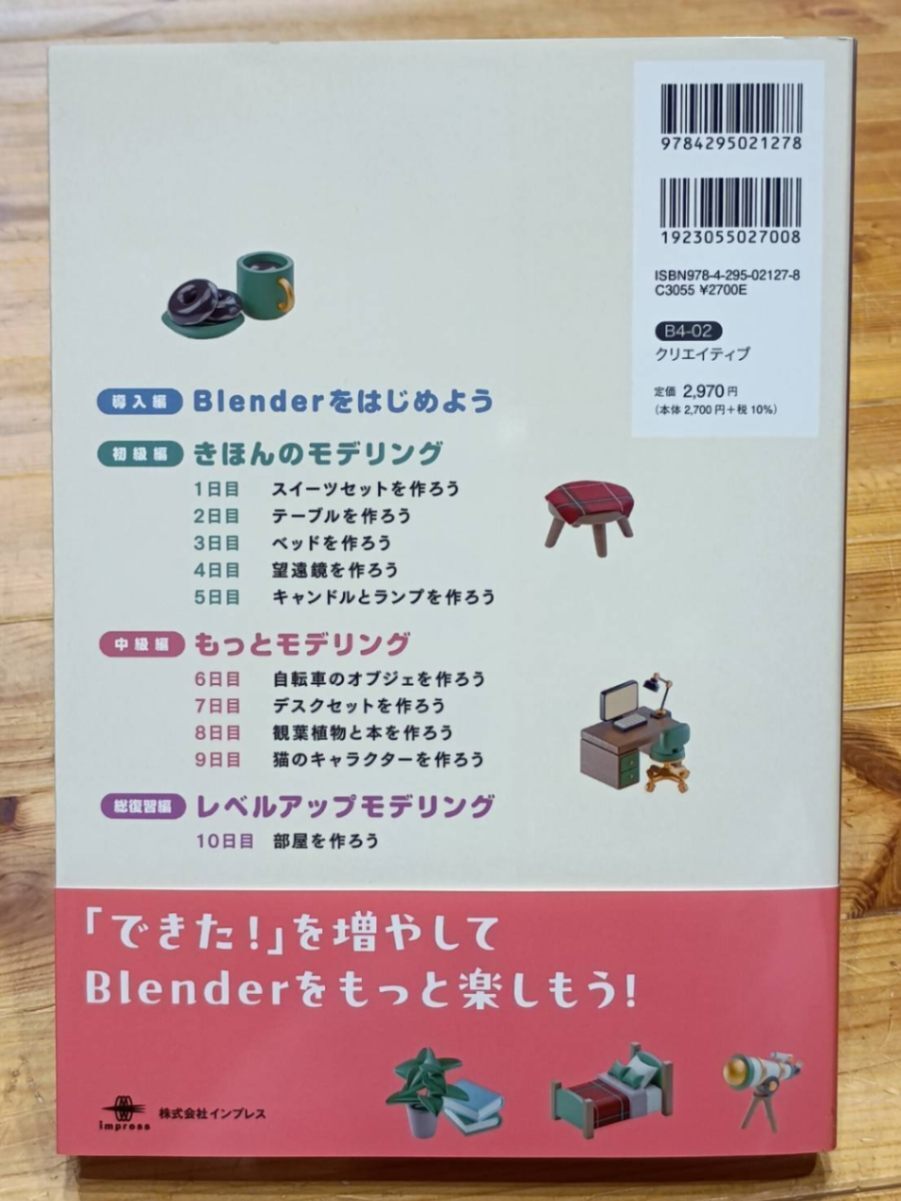 9784295021278
1923055027008
ISBN978-4-295-02127-8
C3055 ¥2700E
B4-02
クリエイティブ
定価 2,970円
(本体 2,700円+税10%)
導入編 Blenderをはじめよう
初級編 きほんのモデリング
1日目 スイーツセットを作ろう
2日目 テーブルを作ろう
3日目 ベッドを作ろう
4日目 望遠鏡を作ろう
5日目 キャンドルとランプを作ろう
中級編 もっとモデリング
6日目 自転車のオブジェを作ろう
7日目 デスクセットを作ろう
8日目 観葉植物と本を作ろう
9日目 猫のキャラクターを作ろう
総復習編 レベルアップモデリング
10日目 部屋を作ろう
「できた!」を増やして
Blenderをもっと楽しもう!
impress 株式会社インプレス